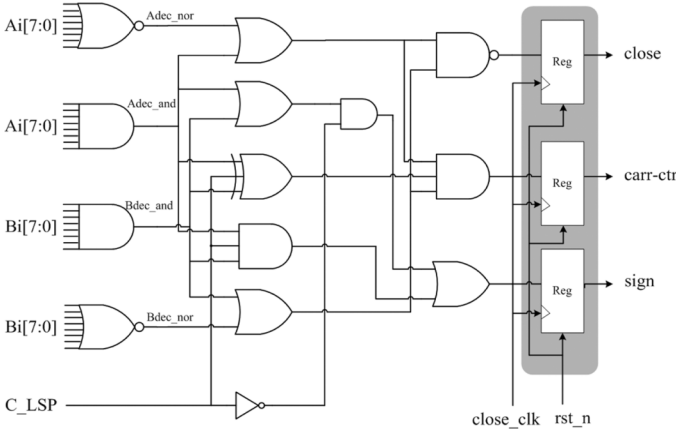 Ai[7:0]
Adec_nor
Ai[7:0]
Adec_and
Bi[7:0]
Bdec_and
Bi[7:0]
Bdec_nor
C_LSP
Reg
close
Reg
carr-ctr
Reg
sign
close_clk
rst_n